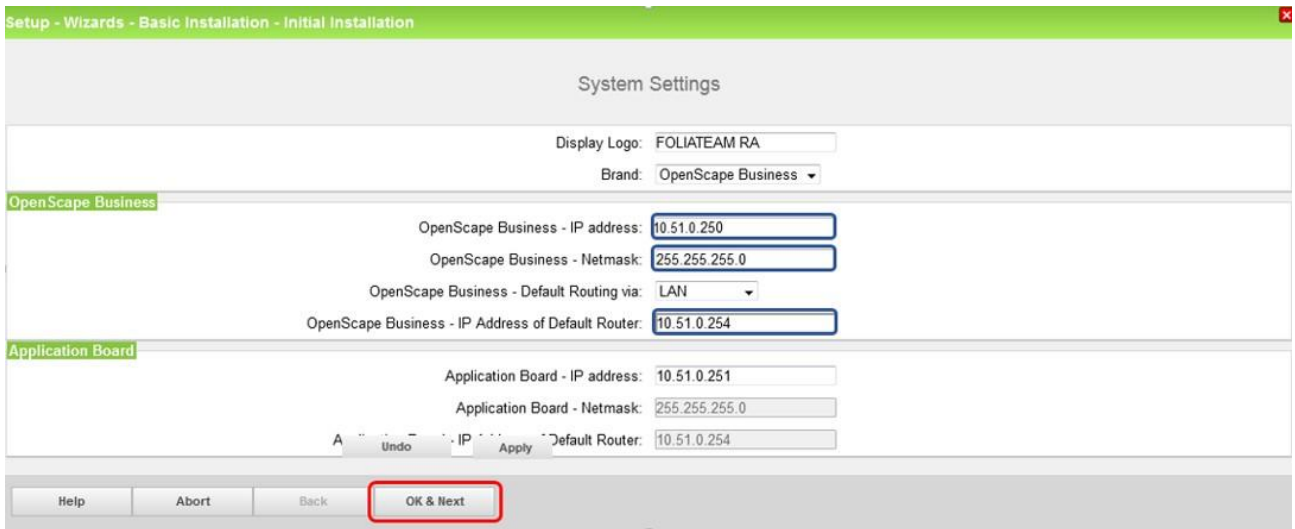 Setup - Wizards - Basic Installation - Initial Installation
System Settings
Display Logo: FOLIATEAM RA
Brand: OpenScape Business
OpenScape Business
OpenScape Business - IP address: 10.51.0.250
OpenScape Business - Netmask: 255.255.255.0
OpenScape Business - Default Routing via: LAN
OpenScape Business - IP Address of Default Router: 10.51.0.254
Application Board
Application Board - IP address: 10.51.0.251
Application Board - Netmask: 255.255.255.0
IP Default Router: 10.51.0.254
Undo Apply
Help Abort Back OK & Next